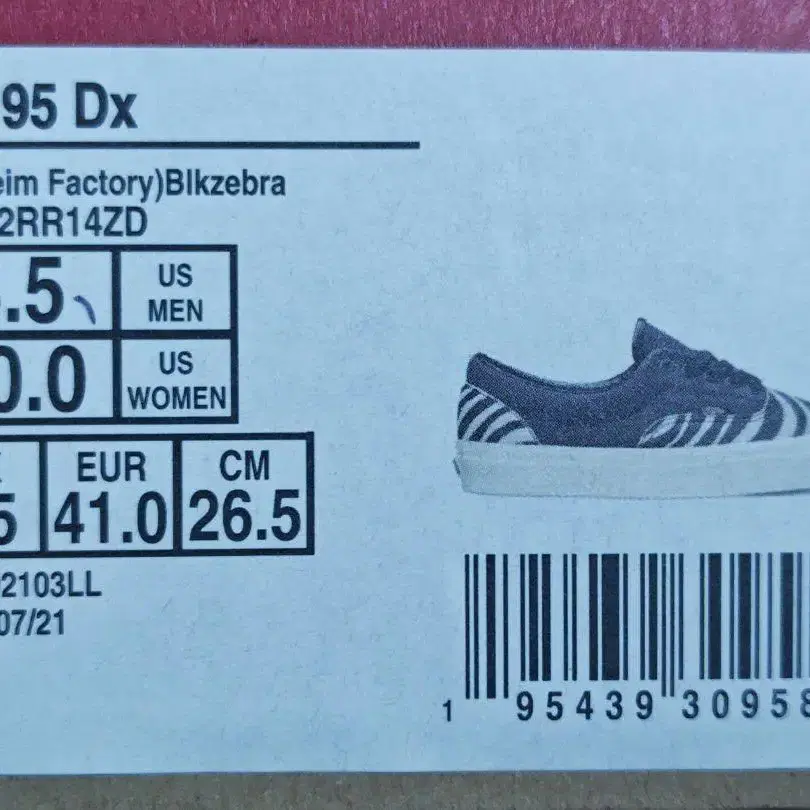 95 Dx
eim Factory)Blkzebra
2RR14ZD
.5
US
MEN
0.0
US
WOMEN
5
EUR
41.0
CM
26.5
2103LL
07/21
1 95439 30958